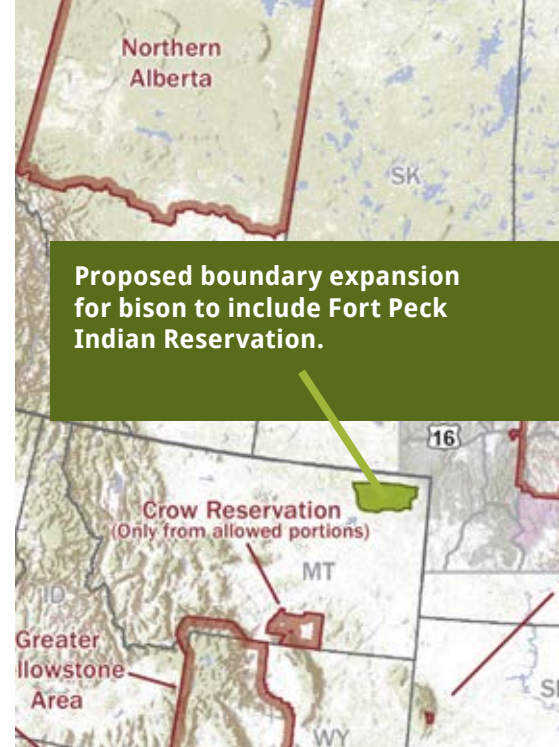 Northern
Alberta
SK
Proposed boundary expansion
for bison to include Fort Peck
Indian Reservation.
16
Crow Reservation
(Only from allowed portions)
MT
ID
Greater
llowstone
Area
WY